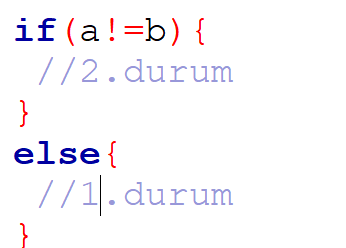 if(a!=b){
//2.durum
}
else{
//1.durum
}